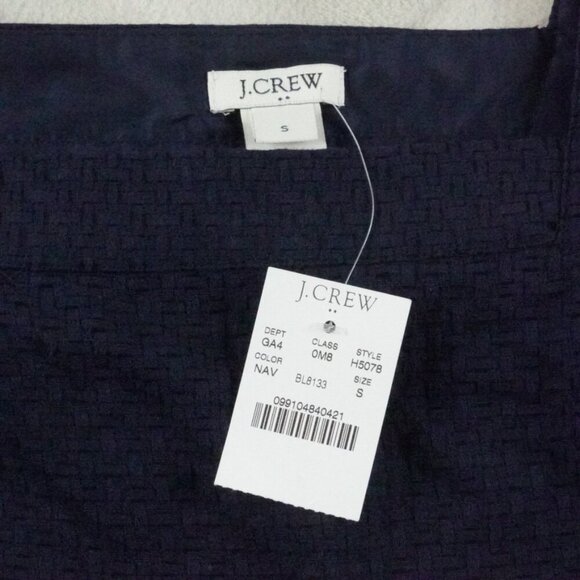 J.CREW
S
J.CREW
DEPT CLASS STYLE
GA4 0M8 H5078
COLOR SIZE
NAV BL8133 S
099104840421